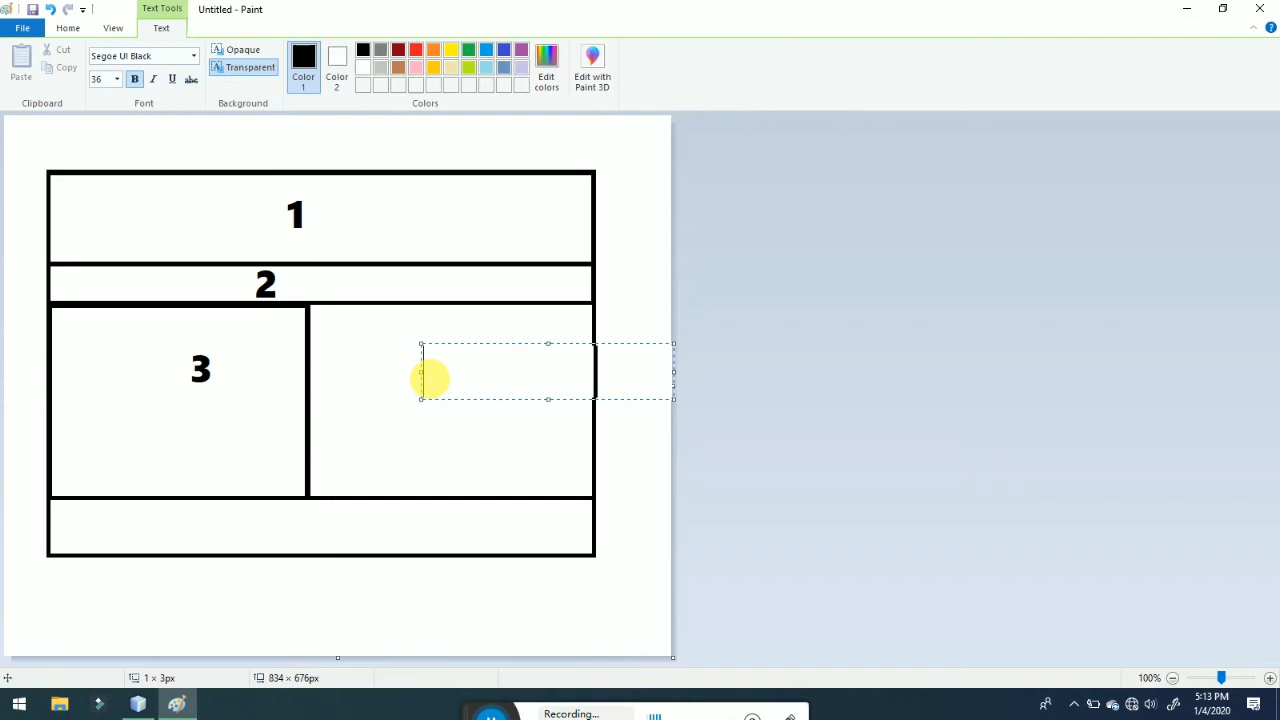 Text Tools
Untitled - Paint
File
Home
View
Text
Paste
Cut
Copy
Clipboard
Segoe UI Black
36
B
I
U
abc
Font
Opaque
Transparent
Background
Color
1
Color
2
Edit
colors
Colors
Edit with
Paint 3D
1
2
3
1 × 3px
834 × 676px
100%
Recording...
5:13 PM
1/4/2020